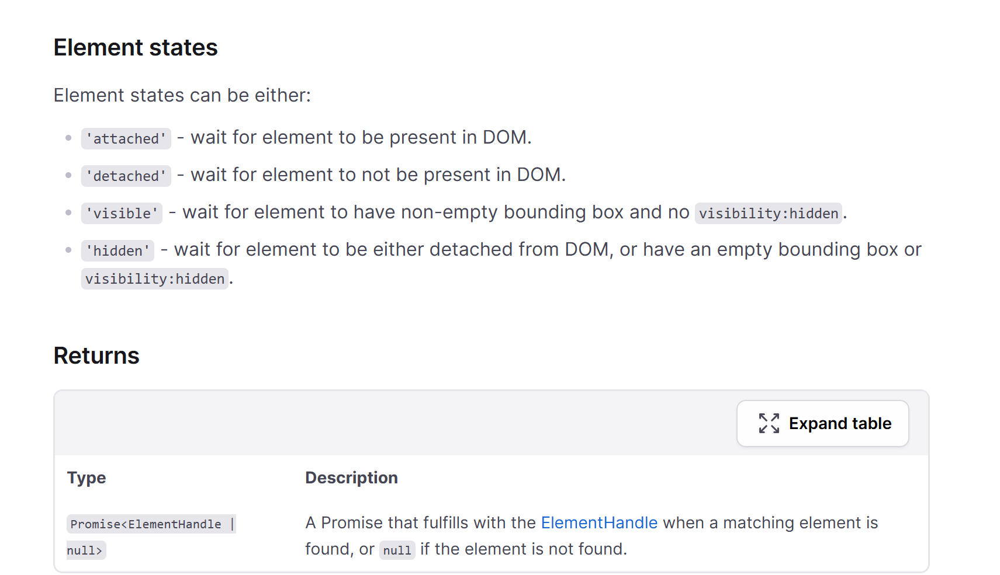 Element states
Element states can be either:
'attached' - wait for element to be present in DOM.
'detached' - wait for element to not be present in DOM.
'visible' - wait for element to have non-empty bounding box and no visibility:hidden.
'hidden' - wait for element to be either detached from DOM, or have an empty bounding box or
visibility:hidden.
Returns
Expand table
Type Description
Promise<ElementHandle | A Promise that fulfills with the ElementHandle when a matching element is
null> found, or null if the element is not found.